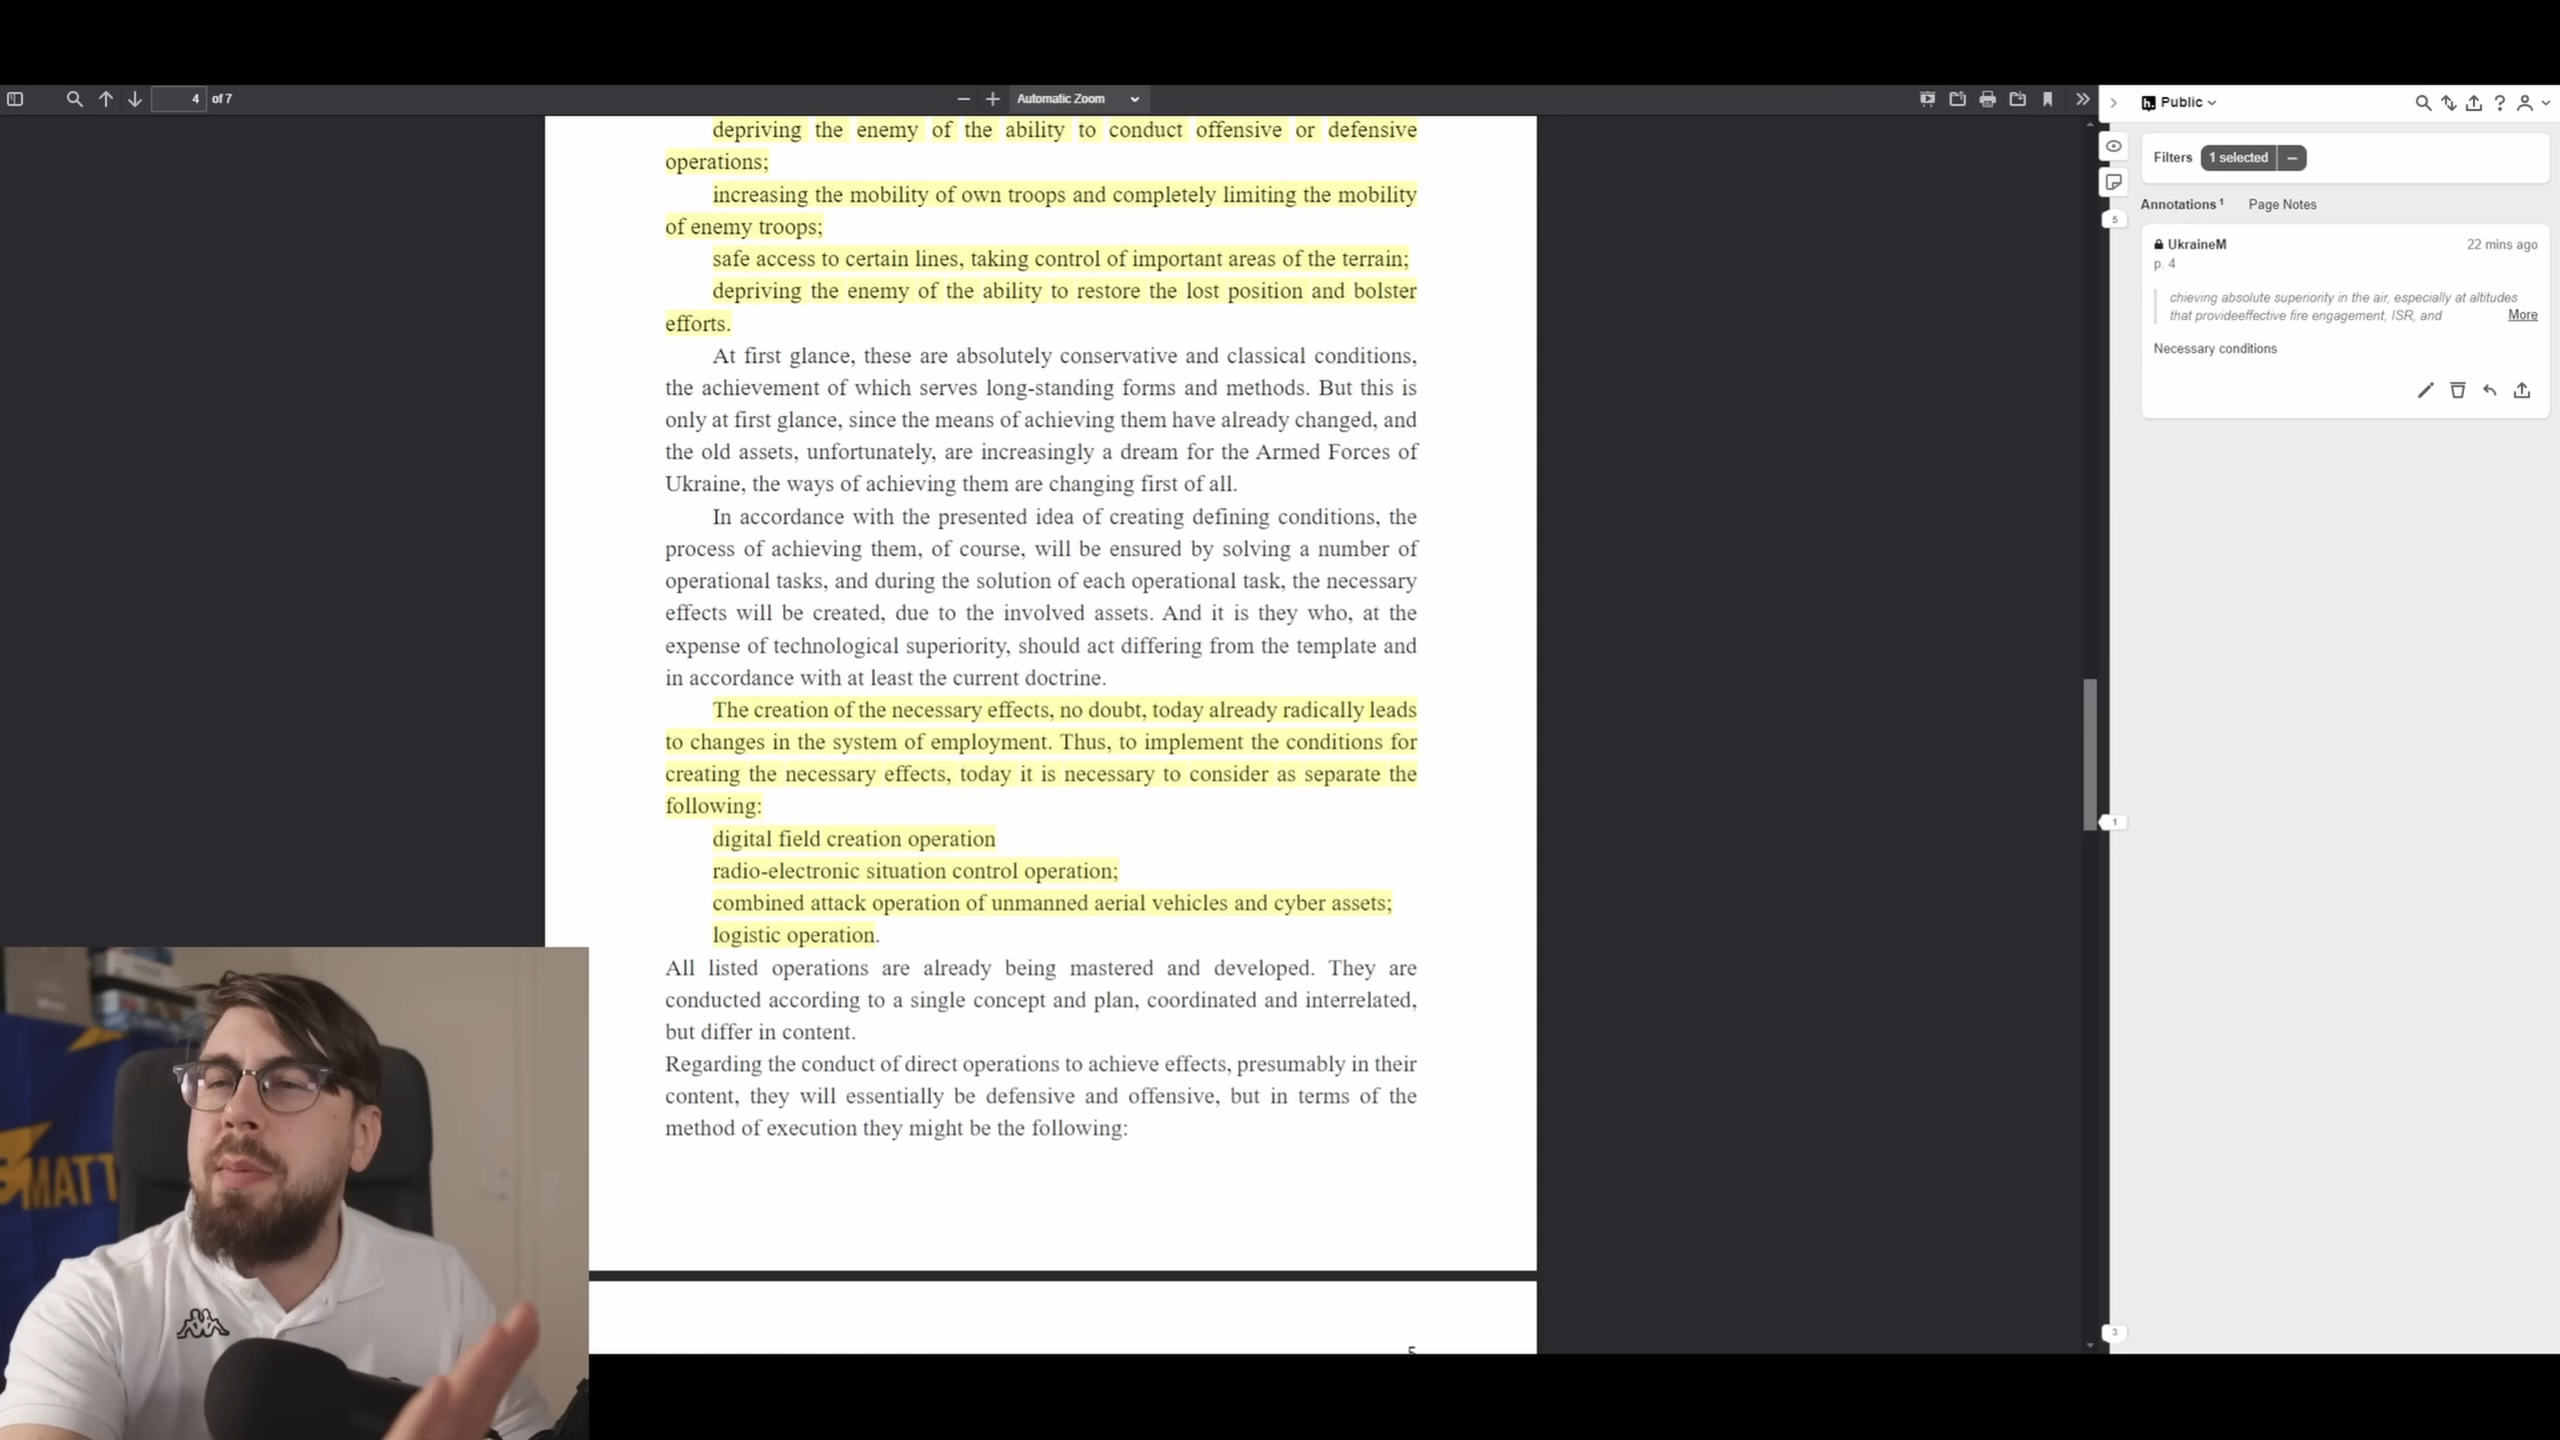 4 of 7
Automatic Zoom
Public
depriving the enemy of the ability to conduct offensive or defensive
operations;
increasing the mobility of own troops and completely limiting the mobility
of enemy troops;
safe access to certain lines, taking control of important areas of the terrain;
depriving the enemy of the ability to restore the lost position and bolster
efforts.
At first glance, these are absolutely conservative and classical conditions,
the achievement of which serves long-standing forms and methods. But this is
only at first glance, since the means of achieving them have already changed, and
the old assets, unfortunately, are increasingly a dream for the Armed Forces of
Ukraine, the ways of achieving them are changing first of all.
In accordance with the presented idea of creating defining conditions, the
process of achieving them, of course, will be ensured by solving a number of
operational tasks, and during the solution of each operational task, the necessary
effects will be created, due to the involved assets. And it is they who, at the
expense of technological superiority, should act differing from the template and
in accordance with at least the current doctrine.
The creation of the necessary effects, no doubt, today already radically leads
to changes in the system of employment. Thus, to implement the conditions for
creating the necessary effects, today it is necessary to consider as separate the
following:
digital field creation operation
radio-electronic situation control operation;
combined attack operation of unmanned aerial vehicles and cyber assets;
logistic operation.
All listed operations are already being mastered and developed. They are
conducted according to a single concept and plan, coordinated and interrelated,
but differ in content.
Regarding the conduct of direct operations to achieve effects, presumably in their
content, they will essentially be defensive and offensive, but in terms of the
method of execution they might be the following:
5
Filters 1 selected
Annotations 1 Page Notes
UkraineM 22 mins ago
p. 4
chieving absolute superiority in the air, especially at altitudes
that provideeffective fire engagement, ISR, and More
Necessary conditions
5
1
3
MATT